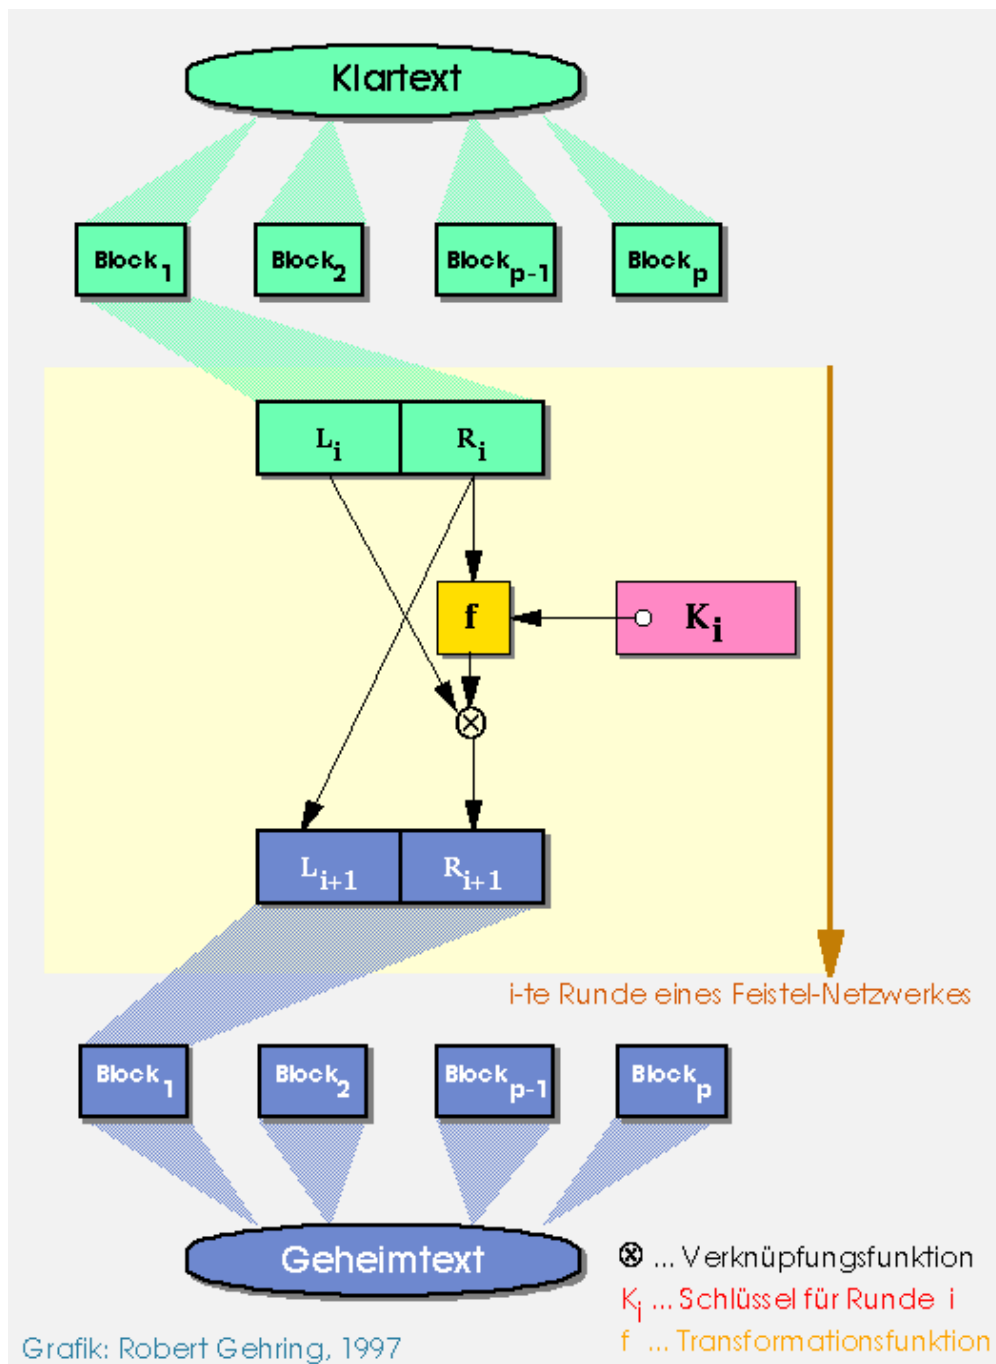 Klartext
Block1 Block2 Blockp-1 Blockp
Li Ri
f Ki
Li+1 Ri+1
i-te Runde eines Feistel-Netzwerkes
Block1 Block2 Blockp-1 Blockp
Geheimtext
⊗ ... Verknüpfungsfunktion
Ki ... Schlüssel für Runde i
f ... Transformationsfunktion
Grafik: Robert Gehring, 1997